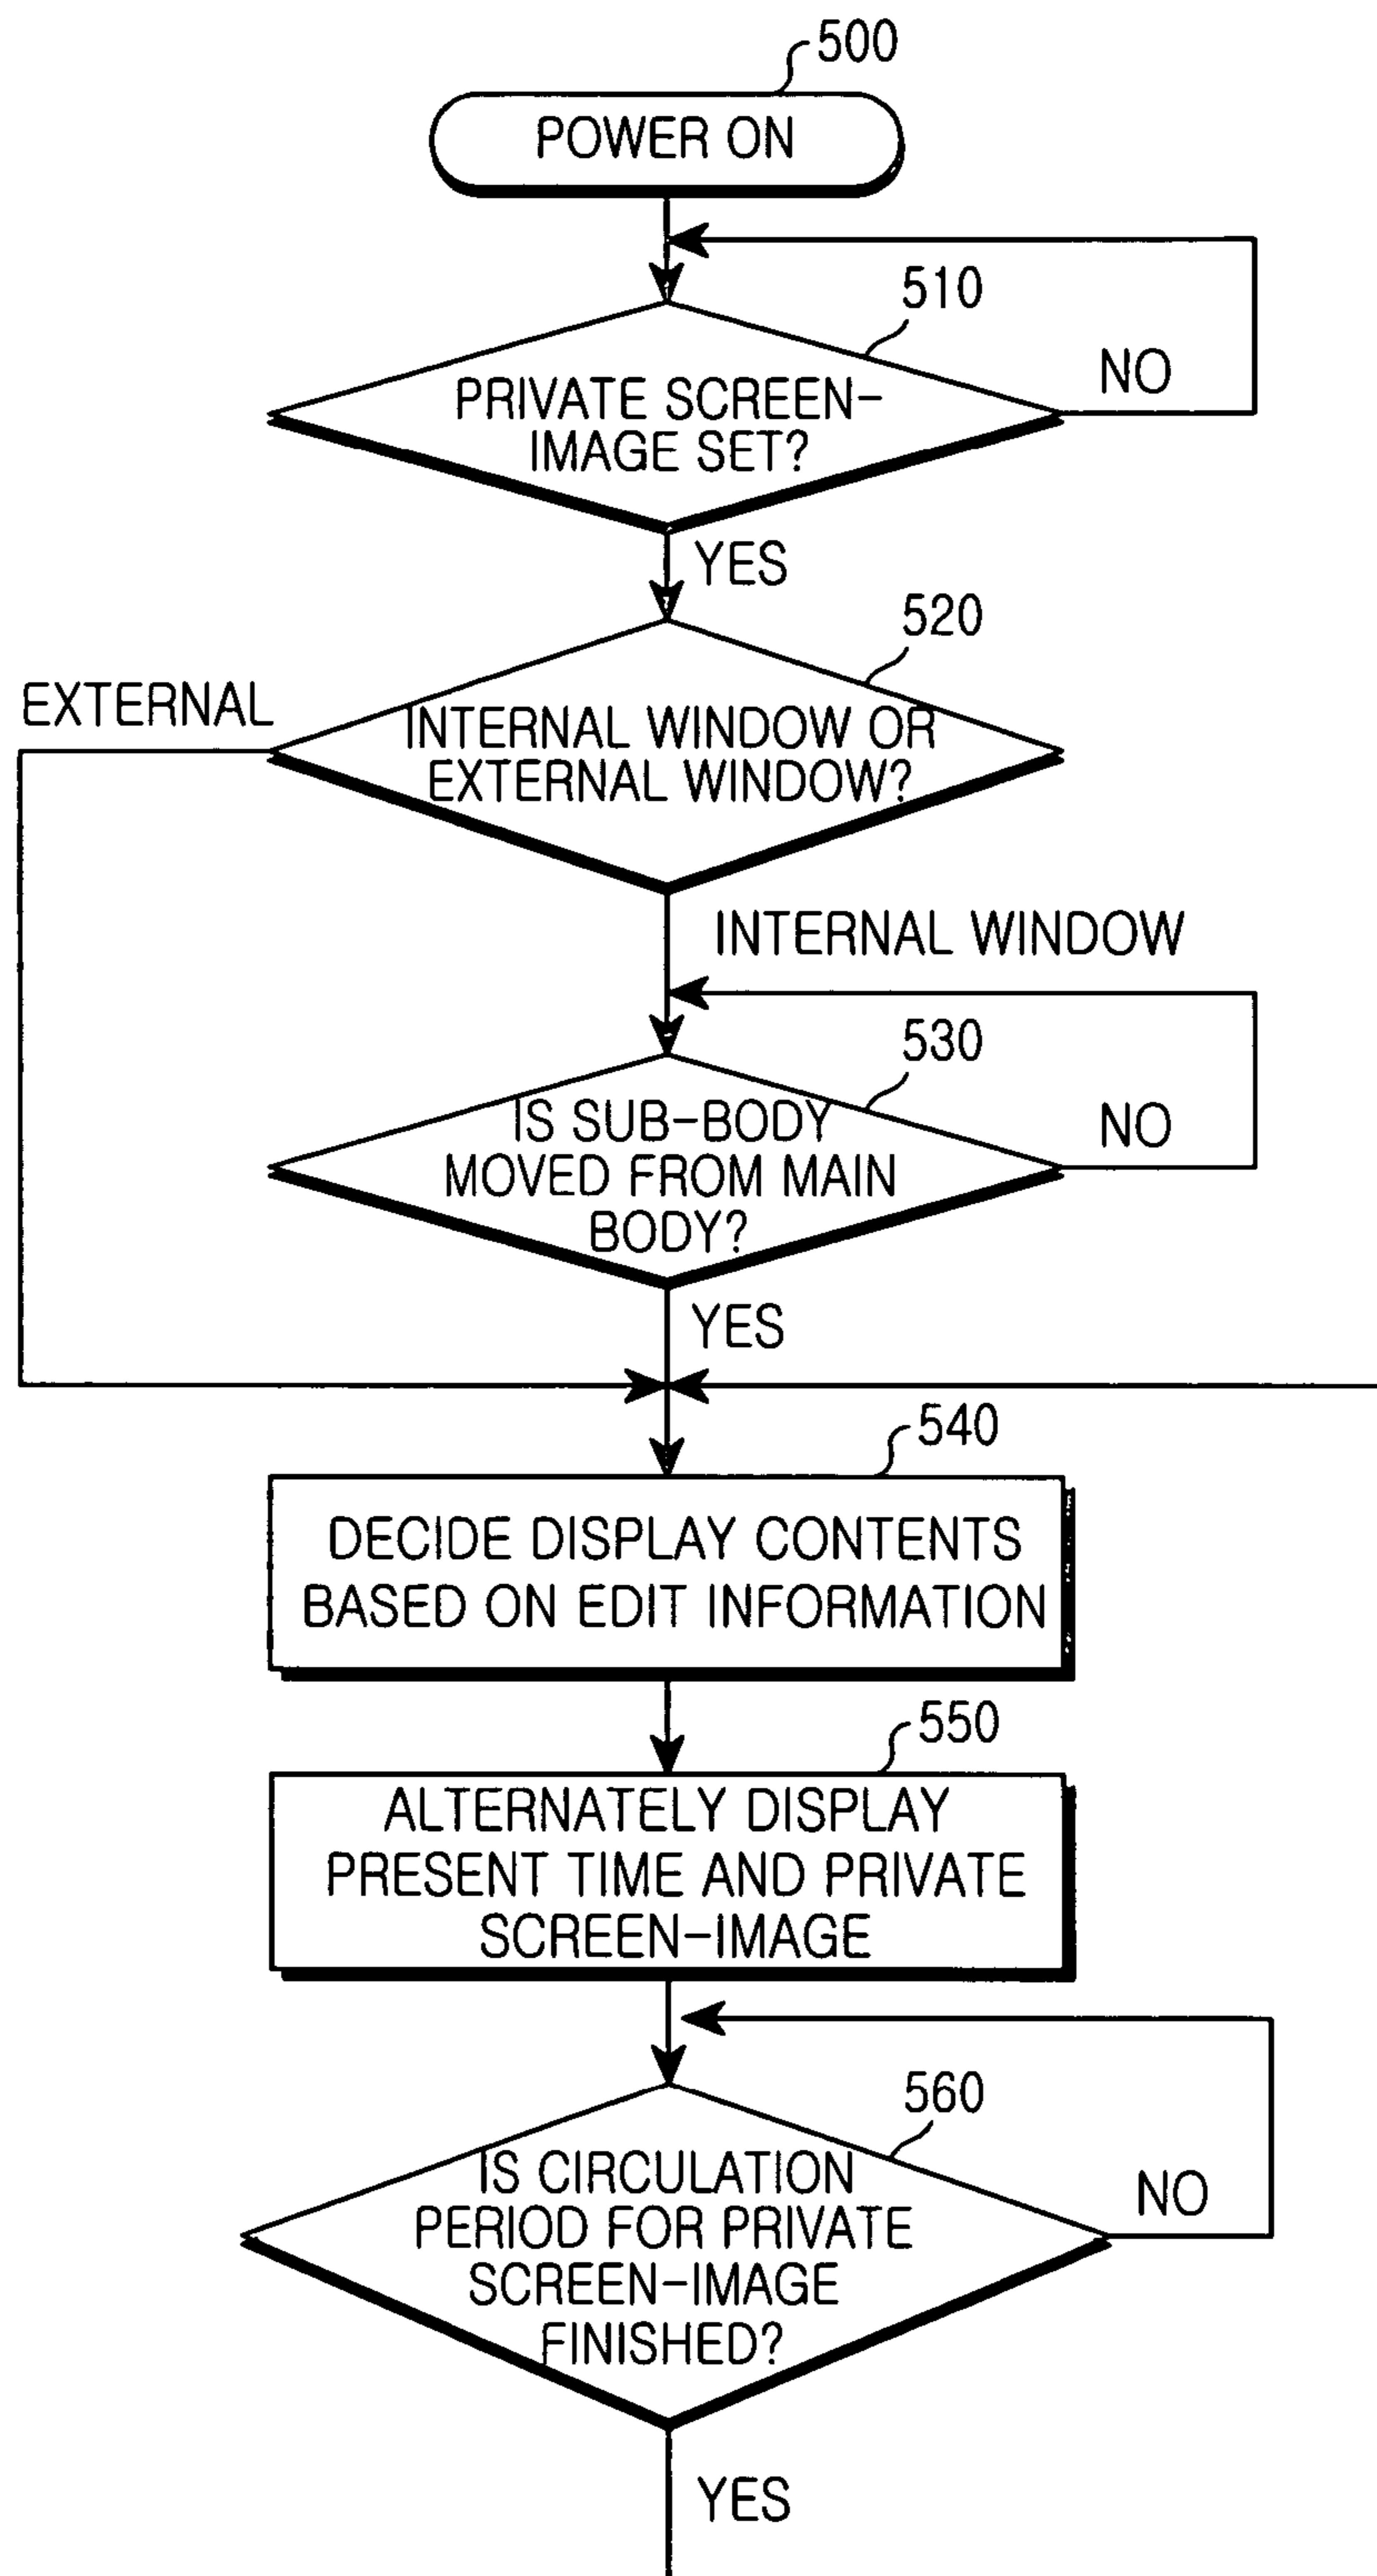 500
POWER ON
510
PRIVATE SCREEN-
IMAGE SET?
NO
YES
520
EXTERNAL
INTERNAL WINDOW OR
EXTERNAL WINDOW?
INTERNAL WINDOW
530
IS SUB-BODY
MOVED FROM MAIN
BODY?
NO
YES
540
DECIDE DISPLAY CONTENTS
BASED ON EDIT INFORMATION
550
ALTERNATELY DISPLAY
PRESENT TIME AND PRIVATE
SCREEN-IMAGE
560
IS CIRCULATION
PERIOD FOR PRIVATE
SCREEN-IMAGE
FINISHED?
NO
YES